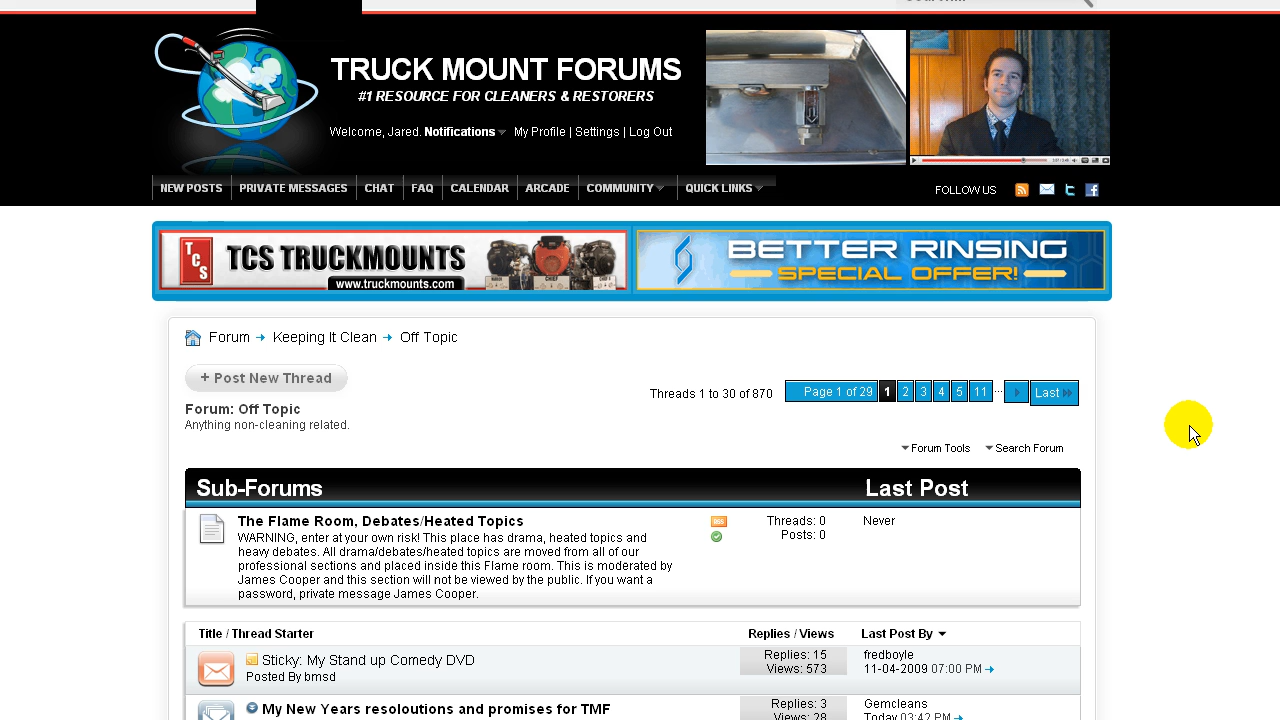 TRUCK MOUNT FORUMS
#1 RESOURCE FOR CLEANERS & RESTORERS
Welcome, Jared. Notifications My Profile | Settings | Log Out
NEW POSTS PRIVATE MESSAGES CHAT FAQ CALENDAR ARCADE COMMUNITY QUICK LINKS FOLLOW US
TCS TCS TRUCKMOUNTS
www.truckmounts.com
BETTER RINSING
SPECIAL OFFER!
Forum Keeping It Clean Off Topic
+ Post New Thread
Threads 1 to 30 of 870 Page 1 of 29 1 2 3 4 5 11 ... Last
Forum: Off Topic
Anything non-cleaning related.
Forum Tools Search Forum
Sub-Forums Last Post
The Flame Room, Debates/Heated Topics RSS Threads: 0 Never
WARNING, enter at your own risk! This place has drama, heated topics and Posts: 0
heavy debates. All drama/debates/heated topics are moved from all of our
professional sections and placed inside this Flame room. This is moderated by
James Cooper and this section will not be viewed by the public. If you want a
password, private message James Cooper.
Title / Thread Starter Replies / Views Last Post By
Sticky: My Stand up Comedy DVD Replies: 15 fredboyle
Posted By bmsd Views: 573 11-04-2009 07:00 PM
My New Years resoloutions and promises for TMF Replies: 3 Gemcleans
Views: 28 Today 03:42 PM